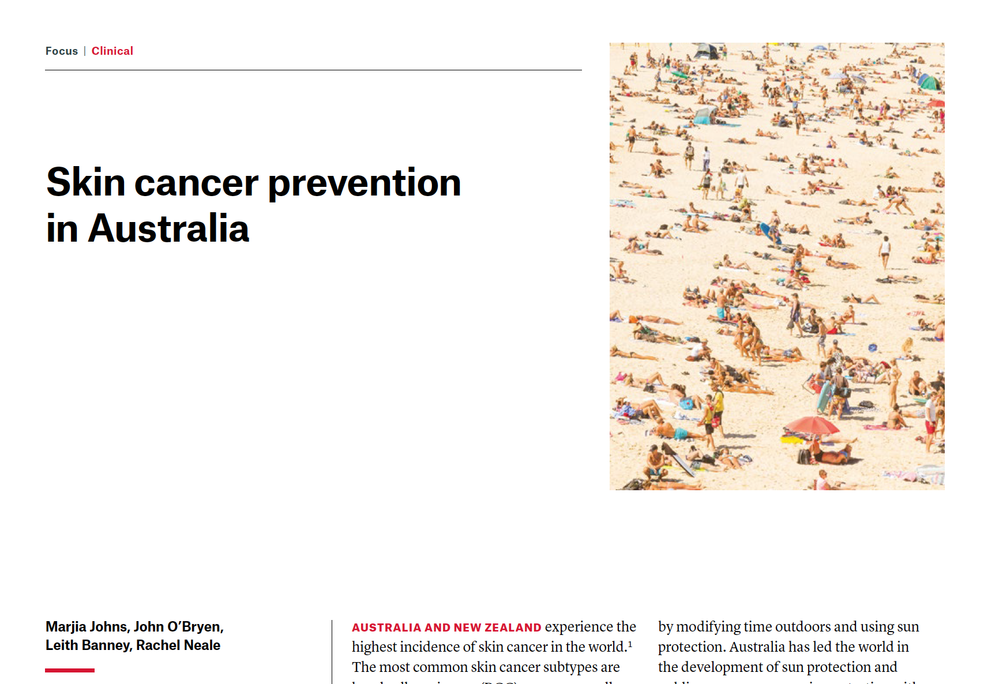 Focus | Clinical
Skin cancer prevention
in Australia
Marjia Johns, John O’Bryen,
Leith Banney, Rachel Neale
AUSTRALIA AND NEW ZEALAND experience the
highest incidence of skin cancer in the world.1
The most common skin cancer subtypes are
by modifying time outdoors and using sun
protection. Australia has led the world in
the development of sun protection and